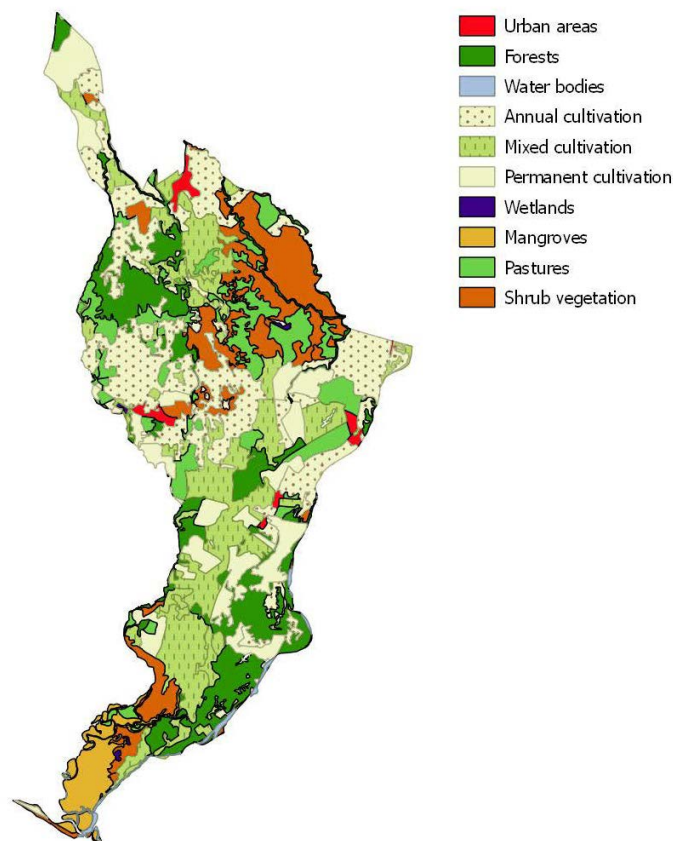 Urban areas
Forests
Water bodies
Annual cultivation
Mixed cultivation
Permanent cultivation
Wetlands
Mangroves
Pastures
Shrub vegetation